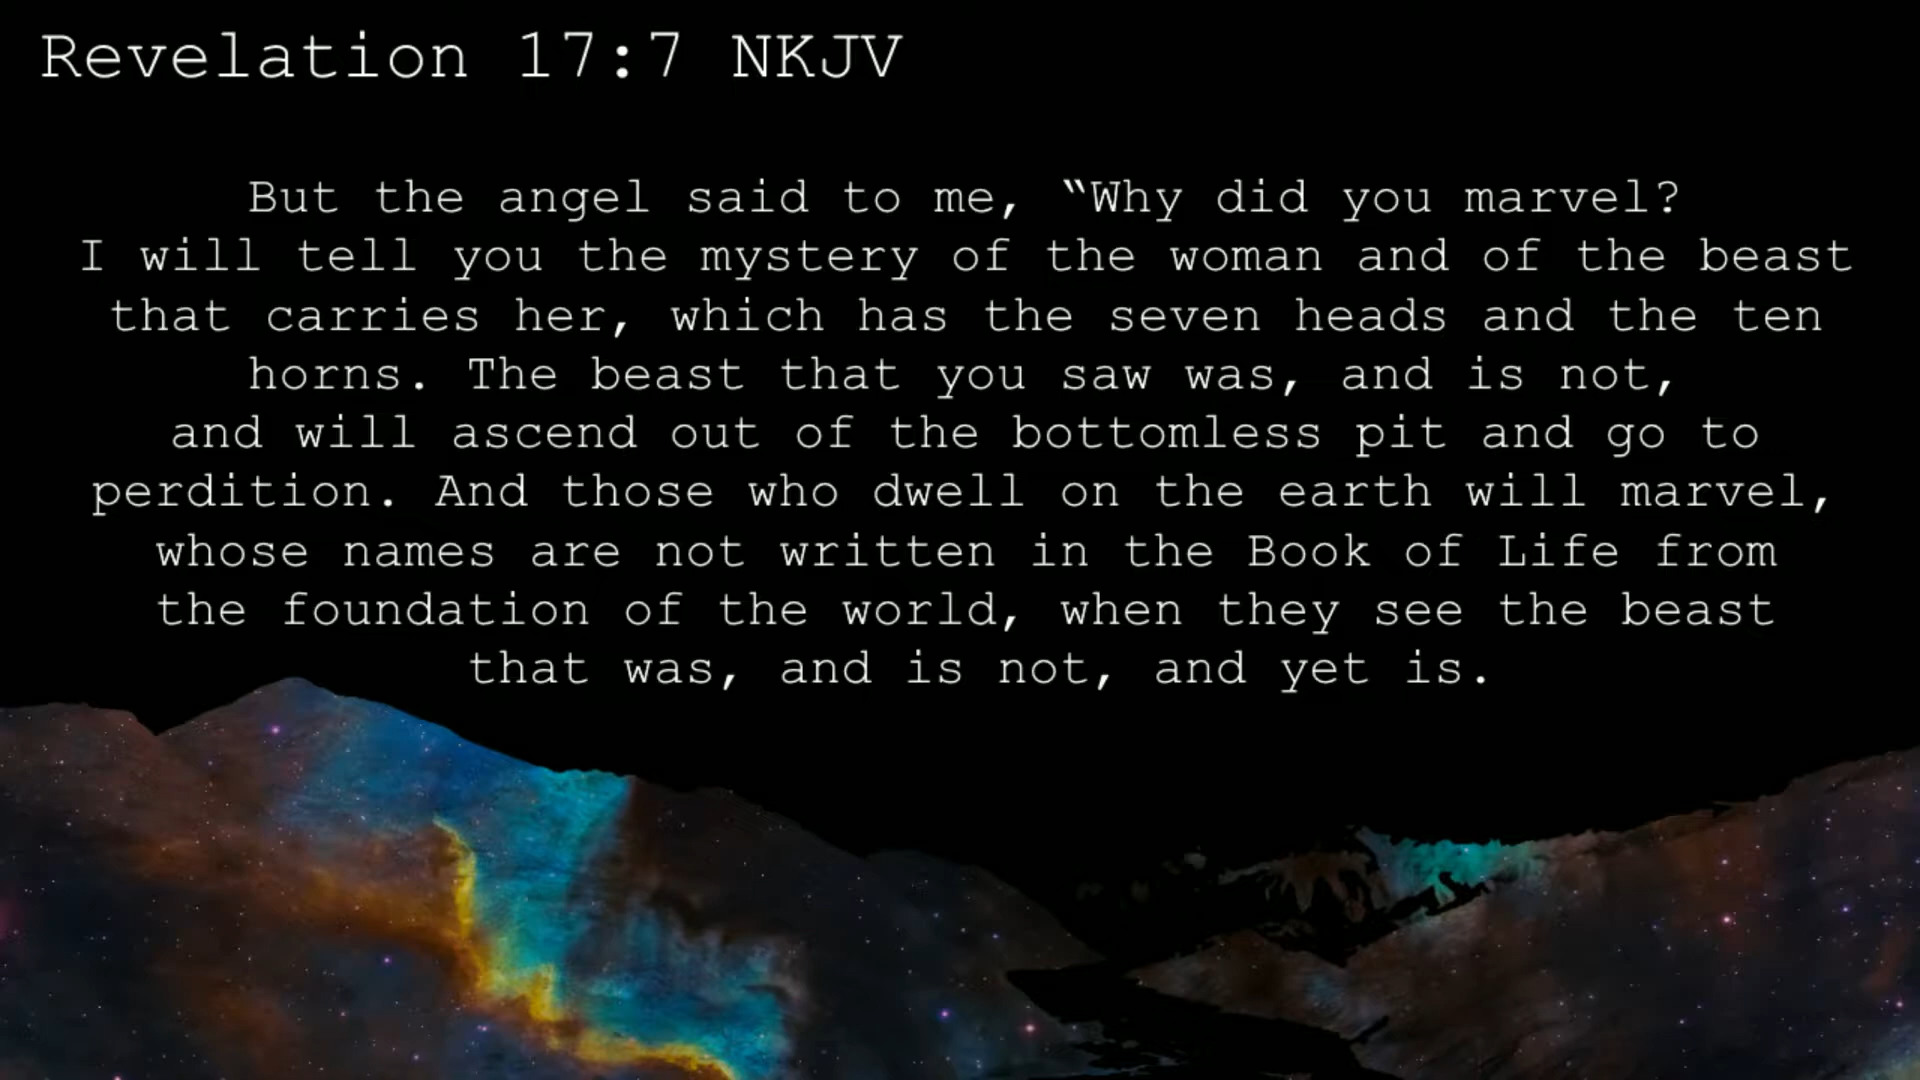 Revelation 17:7 NKJV
But the angel said to me, “Why did you marvel?
I will tell you the mystery of the woman and of the beast
that carries her, which has the seven heads and the ten
horns. The beast that you saw was, and is not,
and will ascend out of the bottomless pit and go to
perdition. And those who dwell on the earth will marvel,
whose names are not written in the Book of Life from
the foundation of the world, when they see the beast
that was, and is not, and yet is.